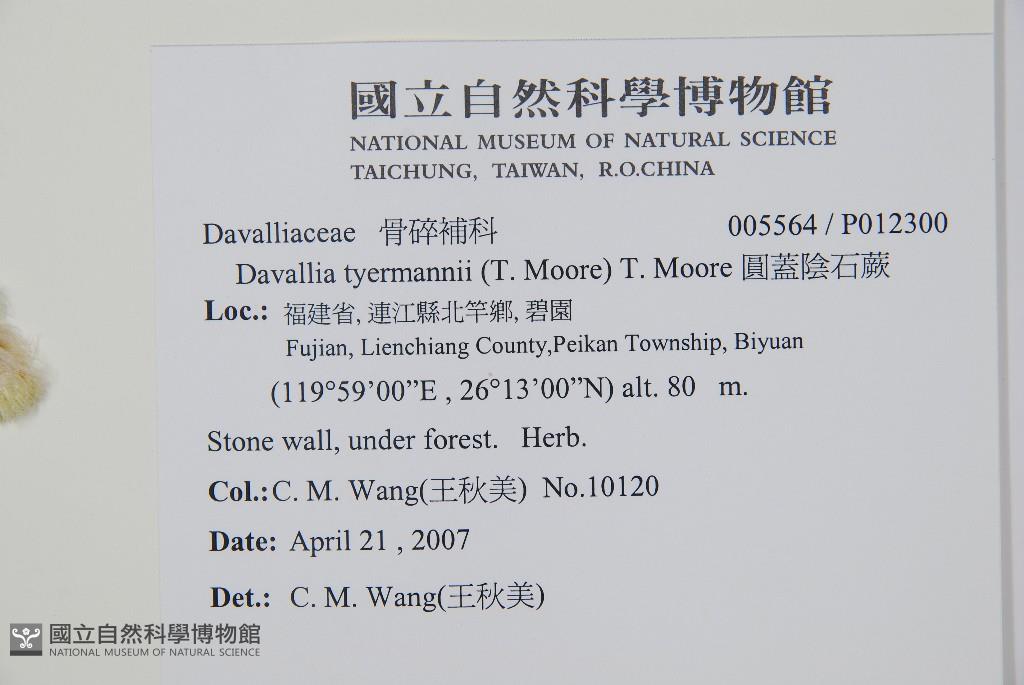 國立自然科學博物館
NATIONAL MUSEUM OF NATURAL SCIENCE
TAICHUNG, TAIWAN, R.O.CHINA
Davalliaceae 骨碎補科 005564 / P012300
Davallia tyermannii (T. Moore) T. Moore 圓蓋陰石蕨
Loc.: 福建省, 連江縣北竿鄉, 碧園
Fujian, Lienchiang County,Peikan Township, Biyuan
(119°59’00”E , 26°13’00”N) alt. 80 m.
Stone wall, under forest. Herb.
Col.:C. M. Wang(王秋美) No.10120
Date: April 21 , 2007
Det.: C. M. Wang(王秋美)
國立自然科學博物館
NATIONAL MUSEUM OF NATURAL SCIENCE